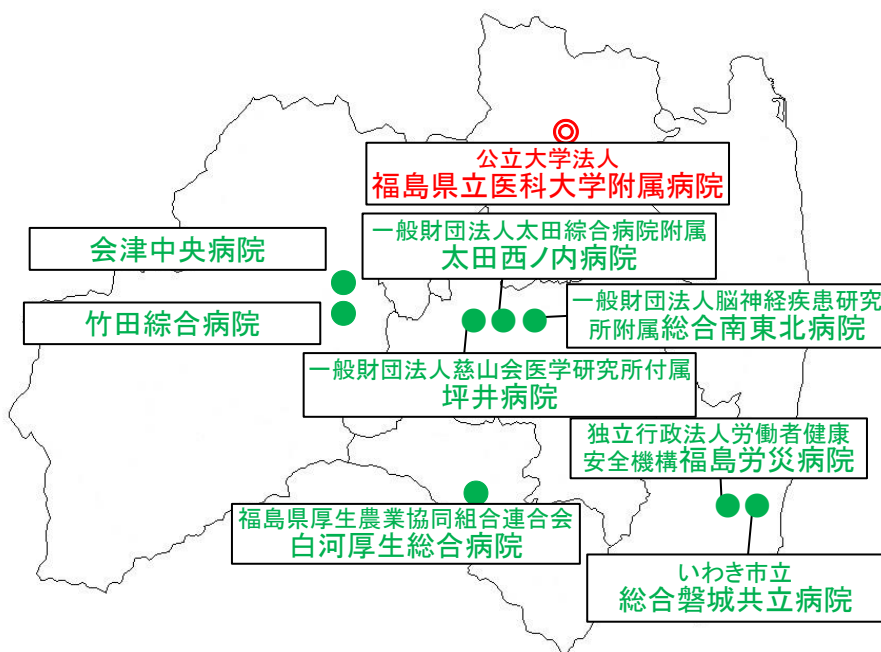 公立大学法人
福島県立医科大学附属病院
会津中央病院
一般財団法人太田綜合病院附属
太田西ノ内病院
竹田綜合病院
一般財団法人脳神経疾患研究
所附属総合南東北病院
一般財団法人慈山会医学研究所付属
坪井病院
独立行政法人労働者健康
安全機構福島労災病院
福島県厚生農業協同組合連合会
白河厚生総合病院
いわき市立
総合磐城共立病院